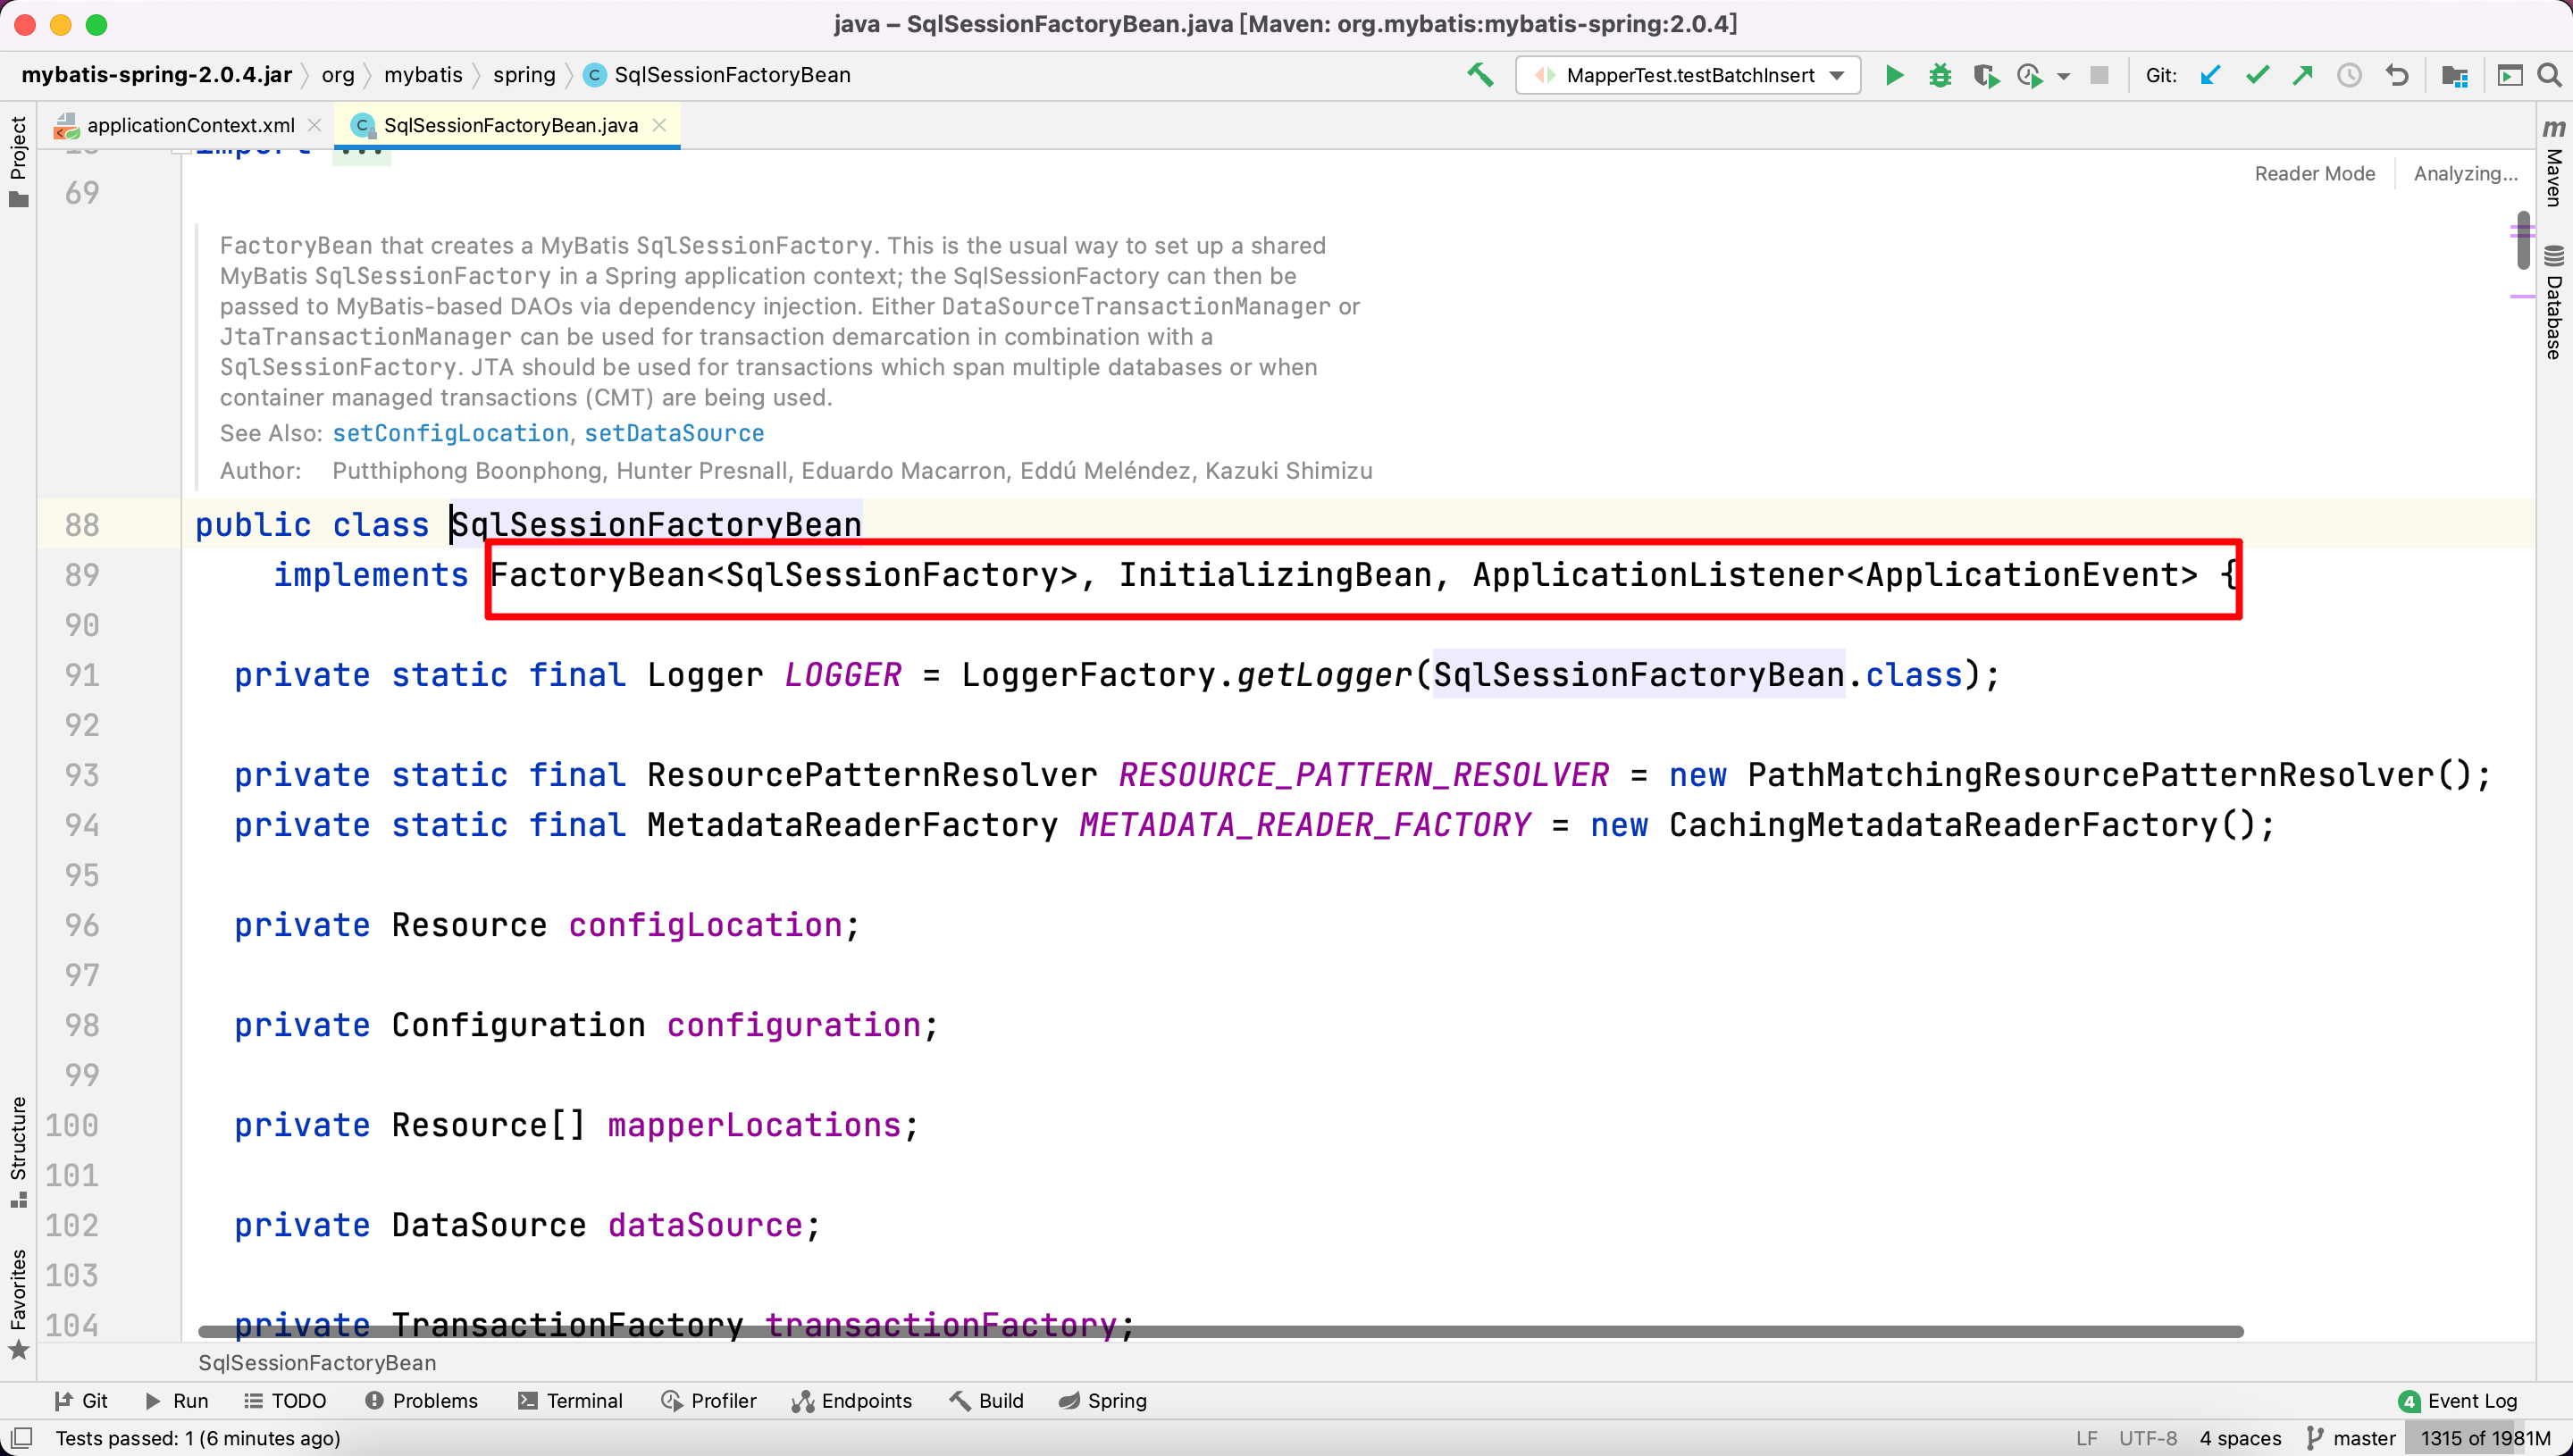 java – SqlSessionFactoryBean.java [Maven: org.mybatis:mybatis-spring:2.0.4]
mybatis-spring-2.0.4.jar org mybatis spring C SqlSessionFactoryBean MapperTest.testBatchInsert Git:
applicationContext.xml SqlSessionFactoryBean.java
Project
Structure
Favorites
m Maven
Database
import ...
Reader Mode Analyzing...
69
FactoryBean that creates a MyBatis SqlSessionFactory. This is the usual way to set up a shared
MyBatis SqlSessionFactory in a Spring application context; the SqlSessionFactory can then be
passed to MyBatis-based DAOs via dependency injection. Either DataSourceTransactionManager or
JtaTransactionManager can be used for transaction demarcation in combination with a
SqlSessionFactory. JTA should be used for transactions which span multiple databases or when
container managed transactions (CMT) are being used.
See Also: setConfigLocation, setDataSource
Author: Putthiphong Boonphong, Hunter Presnall, Eduardo Macarron, Eddú Meléndez, Kazuki Shimizu
88 public class SqlSessionFactoryBean
89 implements FactoryBean<SqlSessionFactory>, InitializingBean, ApplicationListener<ApplicationEvent> {
90
91 private static final Logger LOGGER = LoggerFactory.getLogger(SqlSessionFactoryBean.class);
92
93 private static final ResourcePatternResolver RESOURCE_PATTERN_RESOLVER = new PathMatchingResourcePatternResolver();
94 private static final MetadataReaderFactory METADATA_READER_FACTORY = new CachingMetadataReaderFactory();
95
96 private Resource configLocation;
97
98 private Configuration configuration;
99
100 private Resource[] mapperLocations;
101
102 private DataSource dataSource;
103
104 private TransactionFactory transactionFactory;
SqlSessionFactoryBean
Git Run TODO Problems Terminal Profiler Endpoints Build Spring 4 Event Log
Tests passed: 1 (6 minutes ago) LF UTF-8 4 spaces master 1315 of 1981M